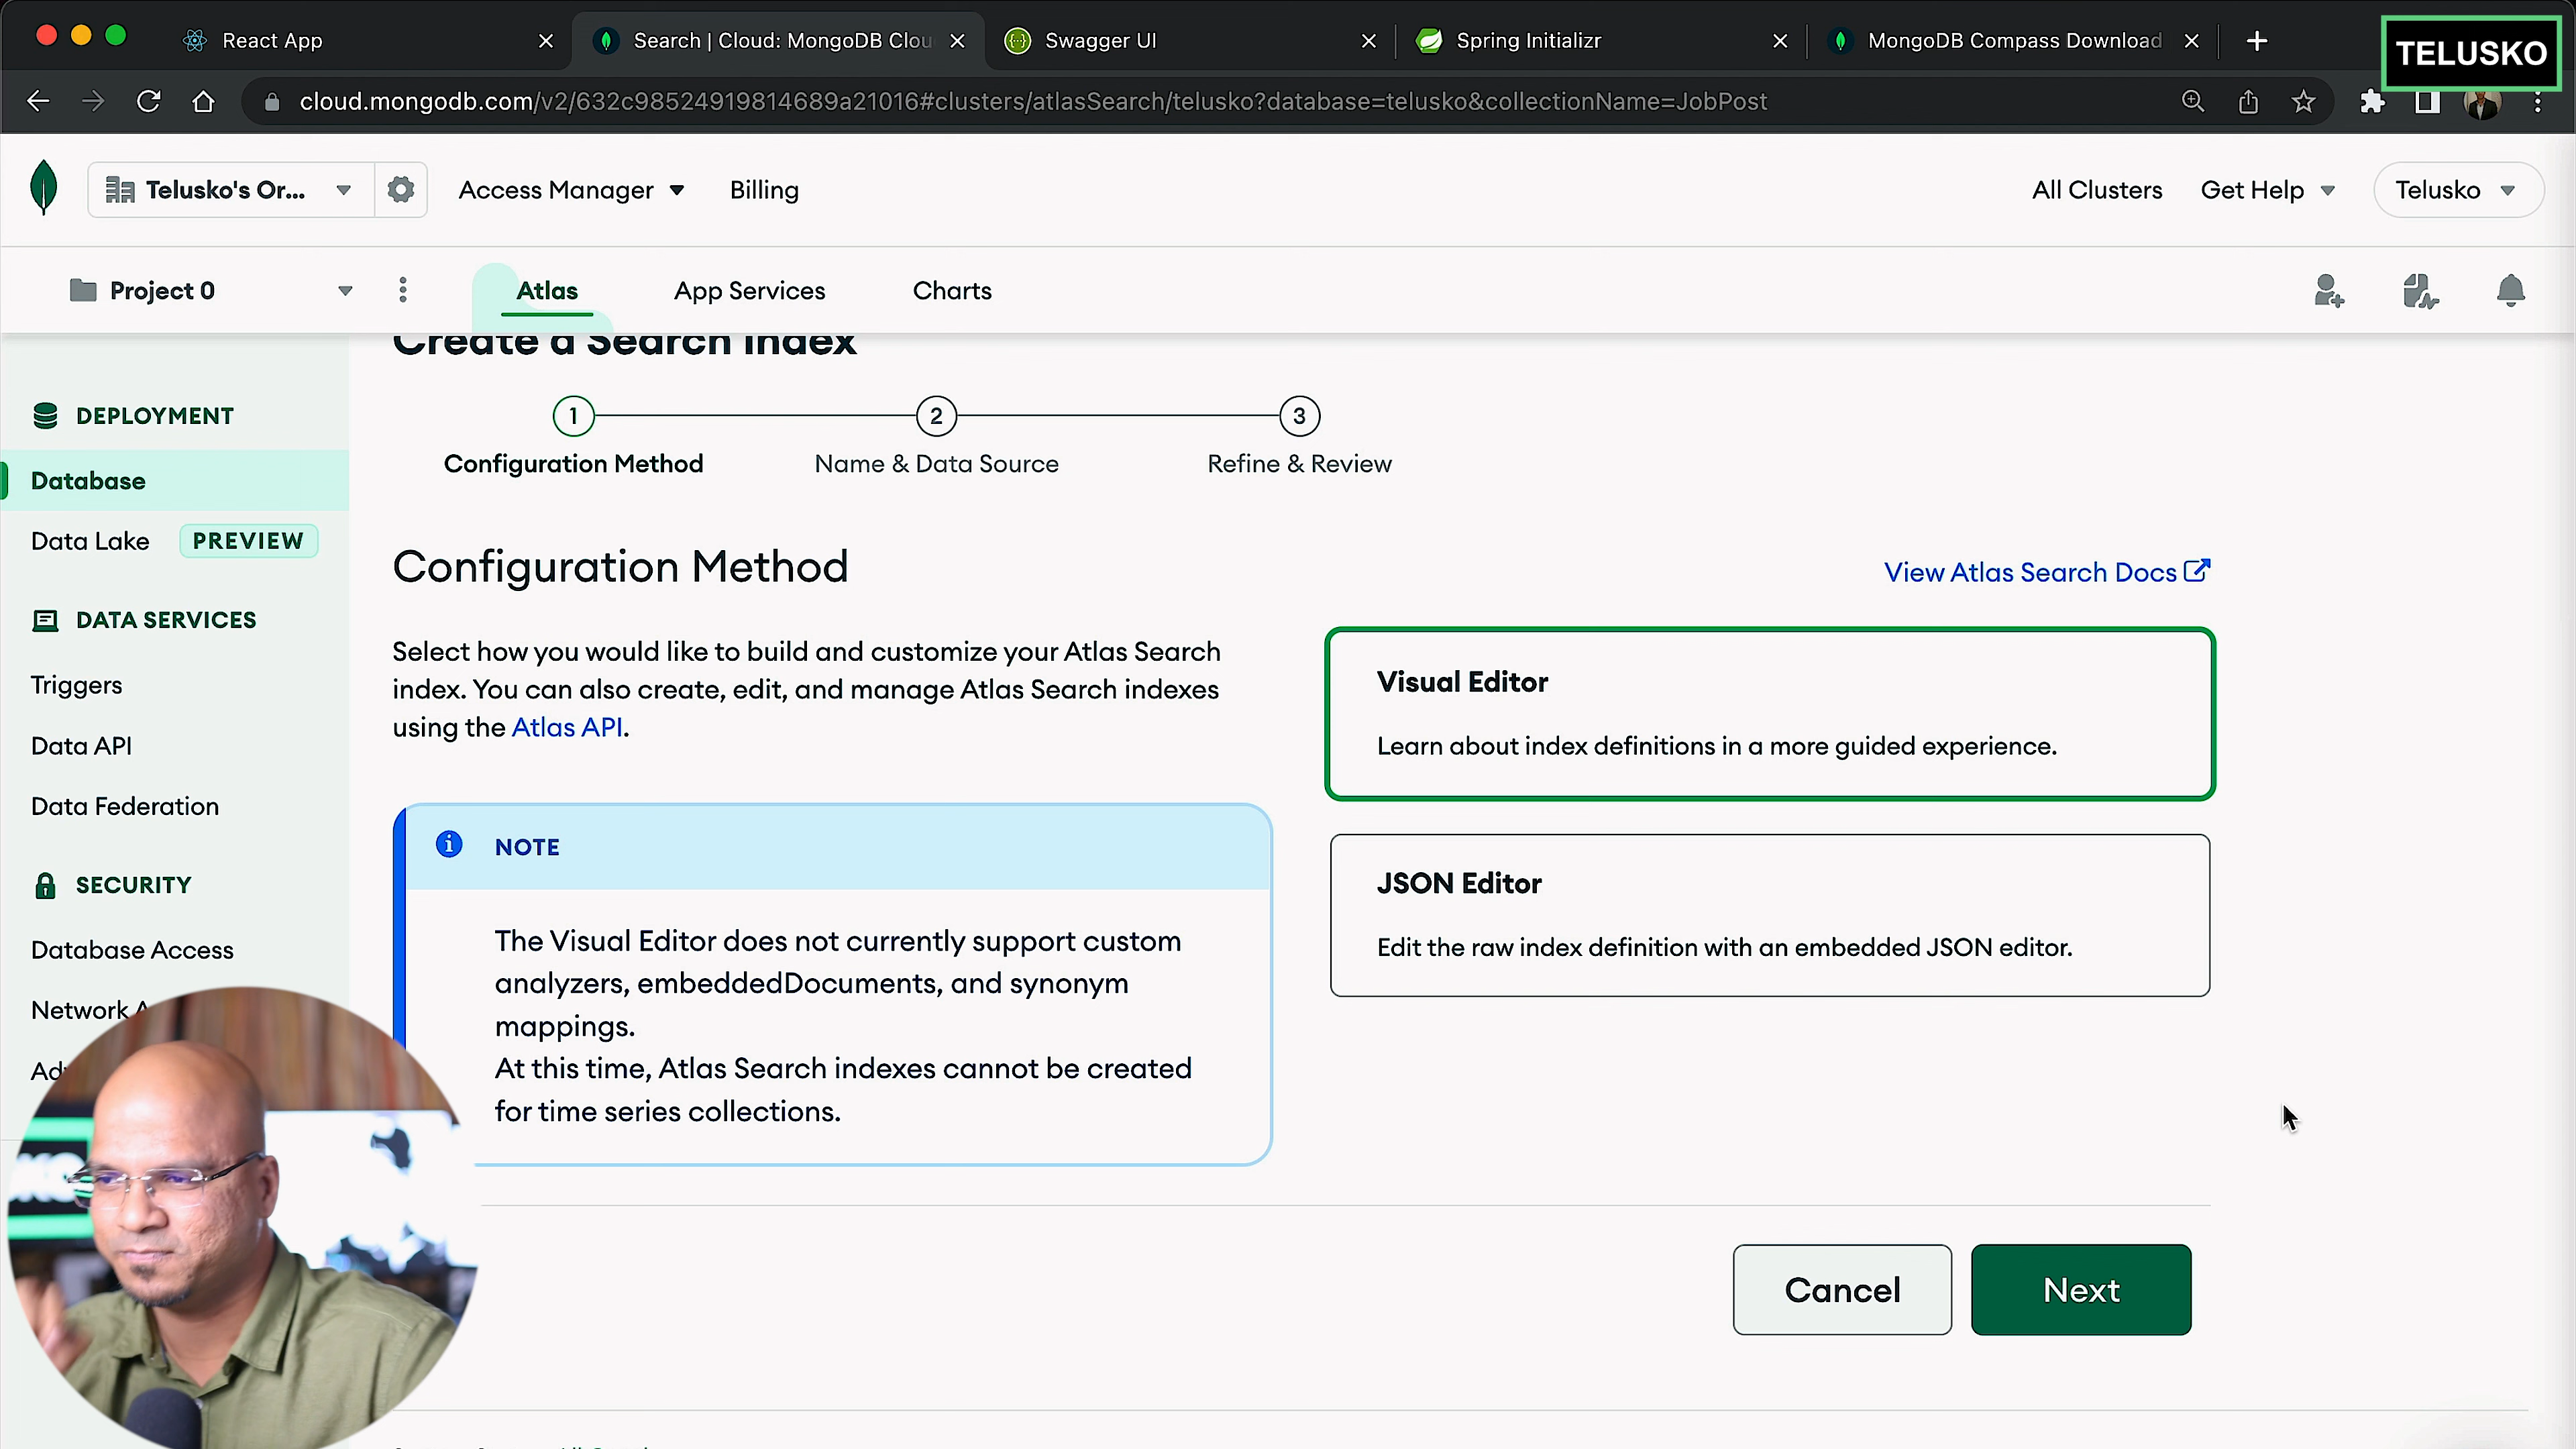 React App
Search | Cloud: MongoDB Clou
Swagger UI
Spring Initializr
MongoDB Compass Download
TELUSKO
cloud.mongodb.com/v2/632c98524919814689a21016#clusters/atlasSearch/telusko?database=telusko&collectionName=JobPost
Telusko's Or...
Access Manager
Billing
All Clusters
Get Help
Telusko
Project 0
Atlas
App Services
Charts
Create a Search Index
1
2
3
Configuration Method
Name & Data Source
Refine & Review
DEPLOYMENT
Database
Data Lake PREVIEW
DATA SERVICES
Triggers
Data API
Data Federation
SECURITY
Database Access
Network A
Ad
Configuration Method
View Atlas Search Docs
Select how you would like to build and customize your Atlas Search
index. You can also create, edit, and manage Atlas Search indexes
using the Atlas API.
NOTE
The Visual Editor does not currently support custom
analyzers, embeddedDocuments, and synonym
mappings.
At this time, Atlas Search indexes cannot be created
for time series collections.
Visual Editor
Learn about index definitions in a more guided experience.
JSON Editor
Edit the raw index definition with an embedded JSON editor.
Cancel
Next